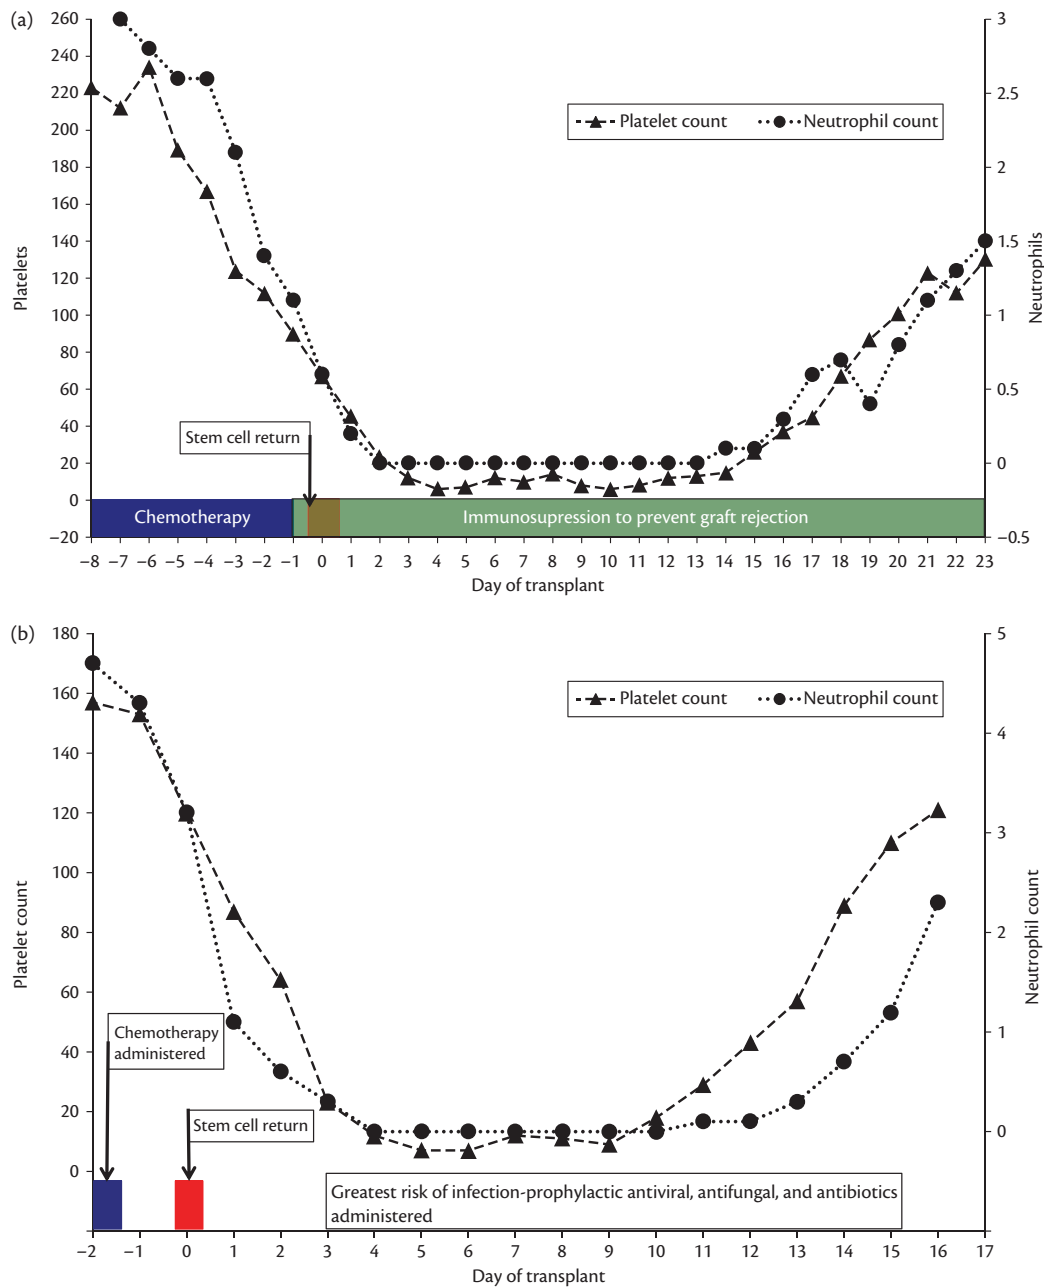 (a)
260
240
220
200
180
160
140
120
100
80
60
40
20
0
−20
Platelets
3
2.5
2
1.5
1
0.5
0
−0.5
Neutrophils
Platelet count
Neutrophil count
Stem cell return
Chemotherapy
Immunosupression to prevent graft rejection
−8 −7 −6 −5 −4 −3 −2 −1 0 1 2 3 4 5 6 7 8 9 10 11 12 13 14 15 16 17 18 19 20 21 22 23
Day of transplant
(b)
180
160
140
120
100
80
60
40
20
0
Platelet count
5
4
3
2
1
0
Neutrophil count
Platelet count
Neutrophil count
Chemotherapy
administered
Stem cell return
Greatest risk of infection-prophylactic antiviral, antifungal, and antibiotics
administered
−2 −1 0 1 2 3 4 5 6 7 8 9 10 11 12 13 14 15 16 17
Day of transplant